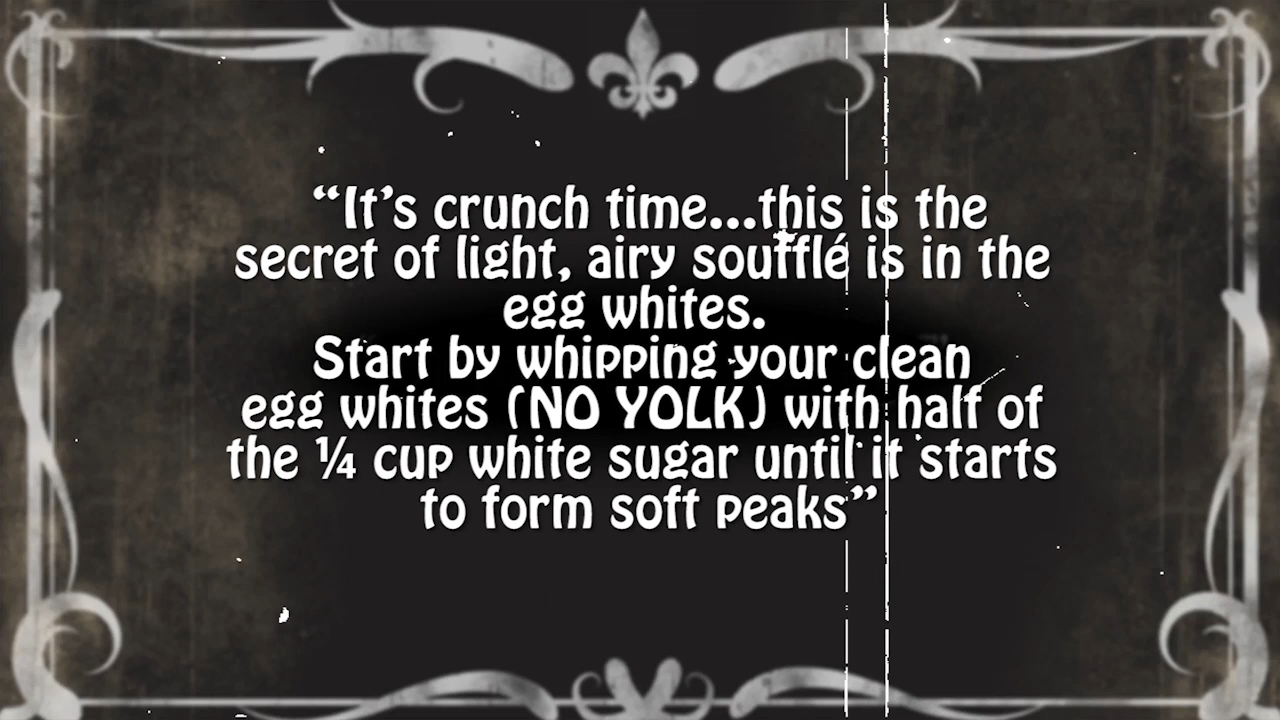 “It’s crunch time...this is the
secret of light, airy soufflé is in the
egg whites.
Start by whipping your clean
egg whites (NO YOLK) with half of
the ¼ cup white sugar until it starts
to form soft peaks”